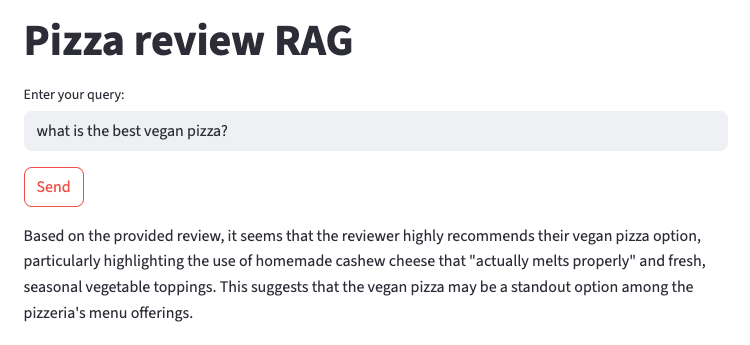 Pizza review RAG
Enter your query:
what is the best vegan pizza?
Send
Based on the provided review, it seems that the reviewer highly recommends their vegan pizza option,
particularly highlighting the use of homemade cashew cheese that "actually melts properly" and fresh,
seasonal vegetable toppings. This suggests that the vegan pizza may be a standout option among the
pizzeria's menu offerings.